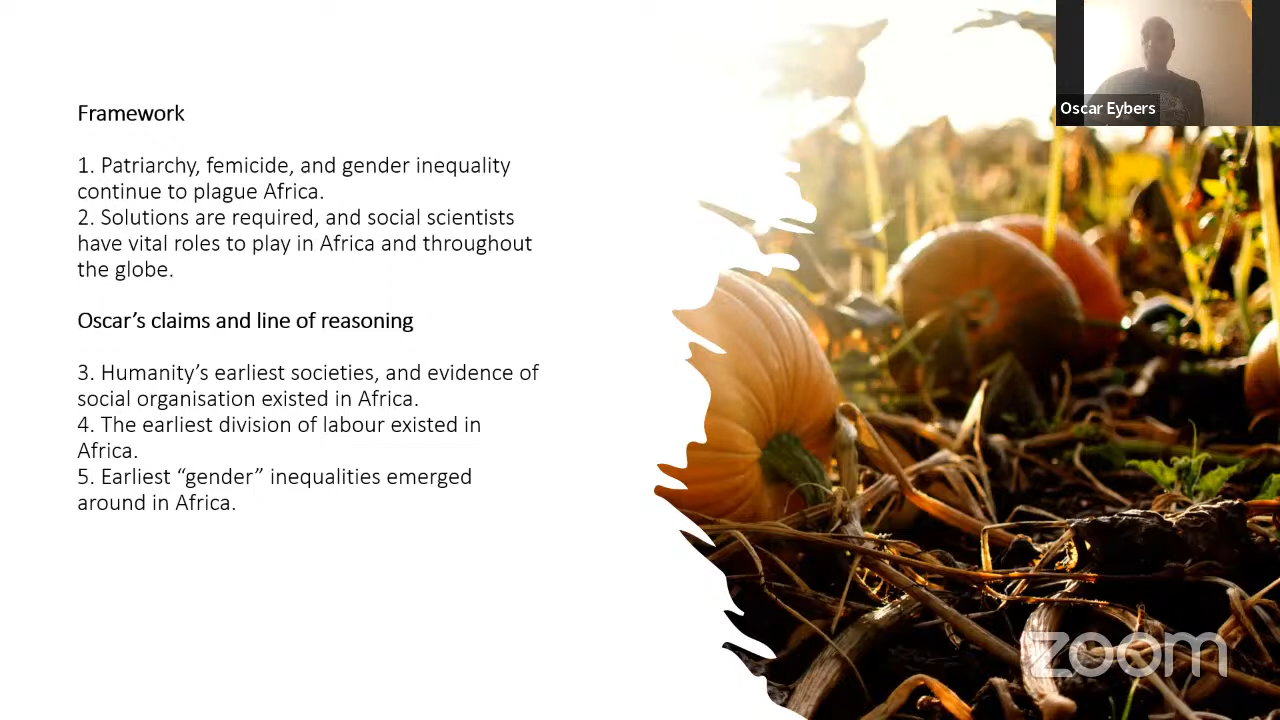 Framework
1. Patriarchy, femicide, and gender inequality
continue to plague Africa.
2. Solutions are required, and social scientists
have vital roles to play in Africa and throughout
the globe.
Oscar’s claims and line of reasoning
3. Humanity’s earliest societies, and evidence of
social organisation existed in Africa.
4. The earliest division of labour existed in
Africa.
5. Earliest “gender” inequalities emerged
around in Africa.
Oscar Eybers
zoom